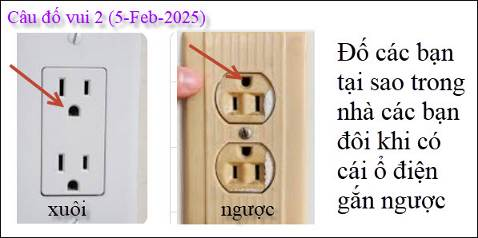 Câu đố vui 2 (5-Feb-2025)
Đố các bạn
tại sao trong
nhà các bạn
đôi khi có
cái ổ điện
gắn ngược
xuôi
ngược